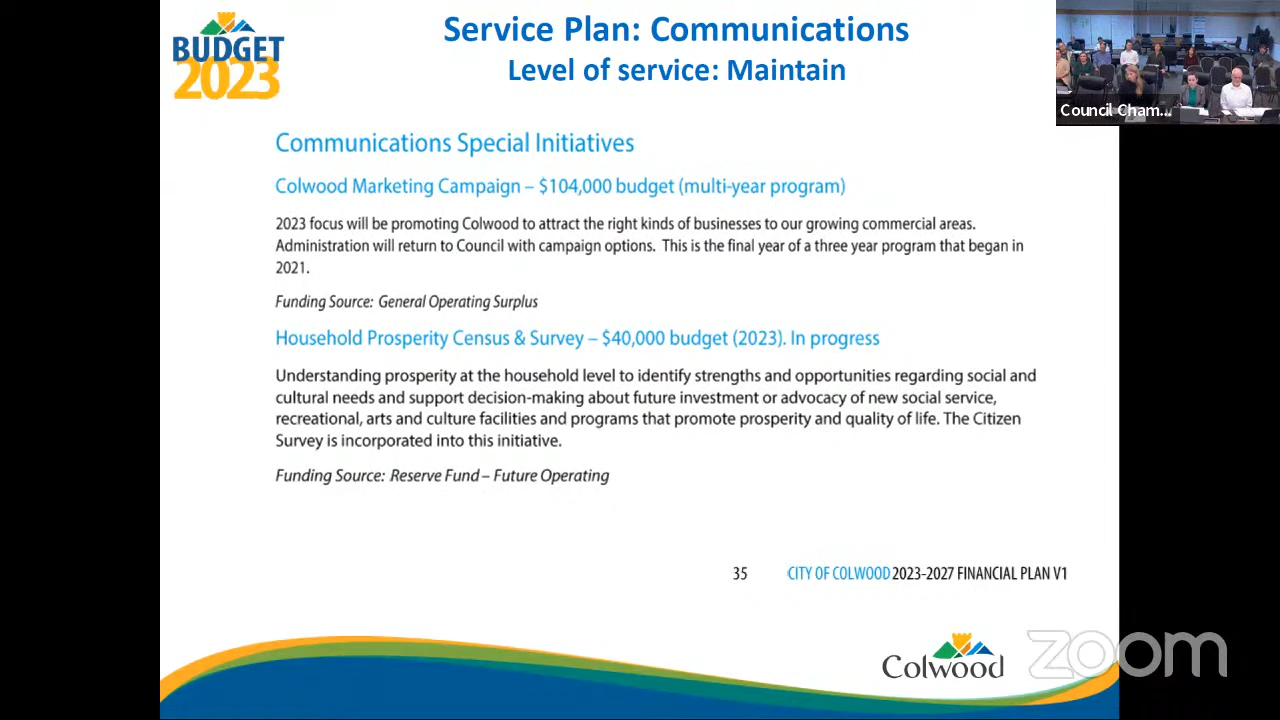 BUDGET
2023
Service Plan: Communications
Level of service: Maintain
Council Cham...
Communications Special Initiatives
Colwood Marketing Campaign – $104,000 budget (multi-year program)
2023 focus will be promoting Colwood to attract the right kinds of businesses to our growing commercial areas.
Administration will return to Council with campaign options. This is the final year of a three year program that began in
2021.
Funding Source: General Operating Surplus
Household Prosperity Census & Survey – $40,000 budget (2023). In progress
Understanding prosperity at the household level to identify strengths and opportunities regarding social and
cultural needs and support decision-making about future investment or advocacy of new social service,
recreational, arts and culture facilities and programs that promote prosperity and quality of life. The Citizen
Survey is incorporated into this initiative.
Funding Source: Reserve Fund – Future Operating
35 CITY OF COLWOOD 2023-2027 FINANCIAL PLAN V1
Colwood
zoom